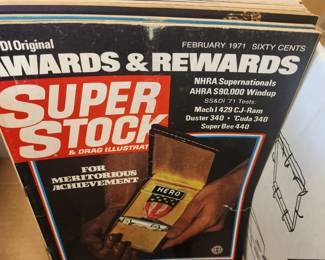 DI Original
FEBRUARY 1971 SIXTY CENTS
AWARDS & REWARDS
NHRA Supernationals
AHRA $90,000 Windup
SS&DI '71 Tests:
Mach I 429 CJ-Ram
Duster 340 • 'Cuda 340
Super Bee 440
SUPER
STOCK
& DRAG ILLUSTRAT
FOR
MERITORIOUS
ACHIEVEMENT
HERO